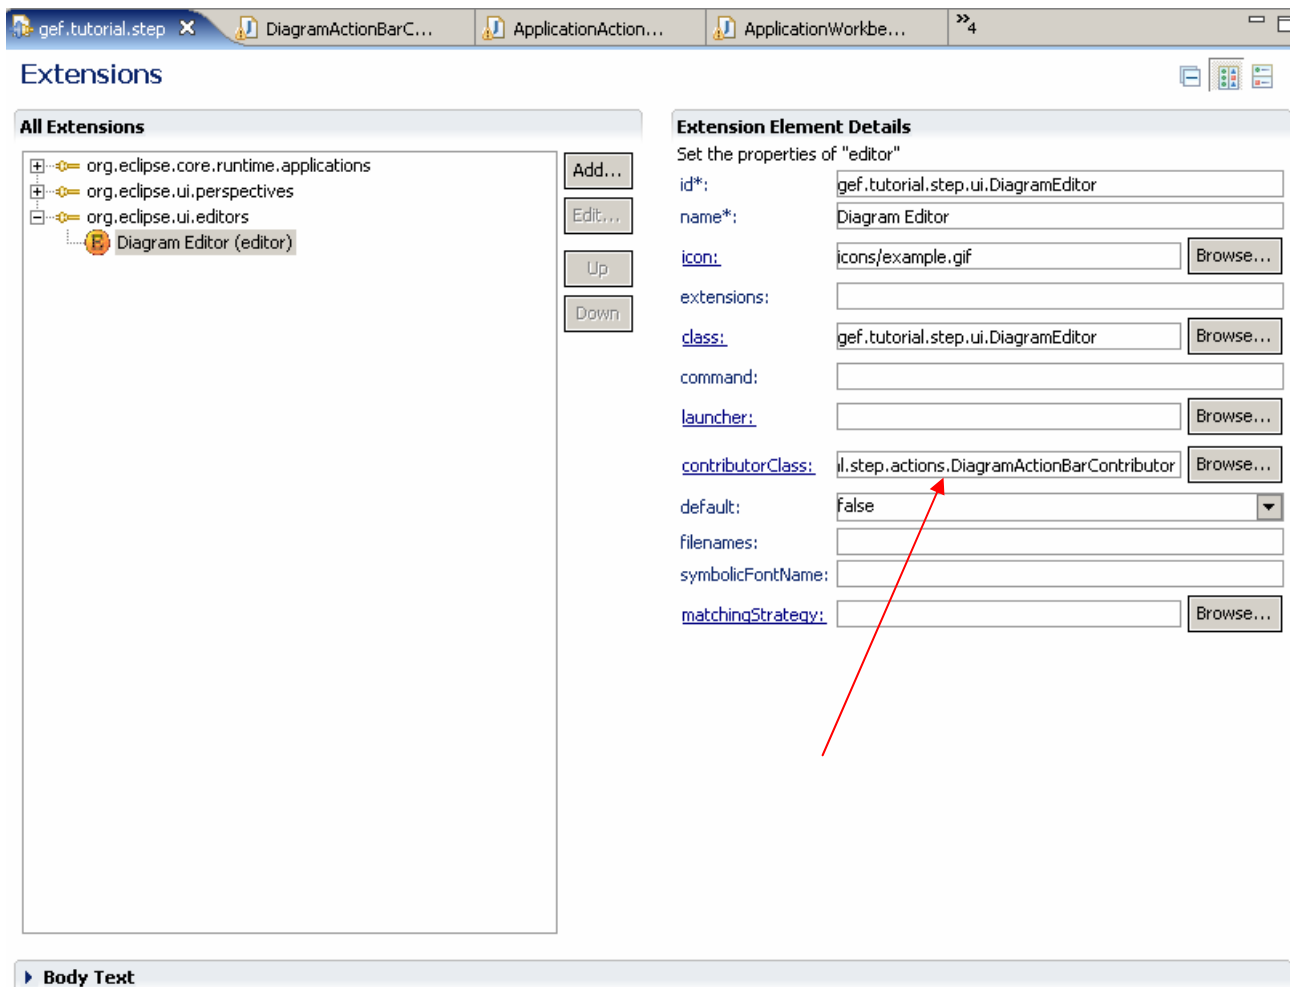 gef.tutorial.step
DiagramActionBarC...
ApplicationAction...
ApplicationWorkbe...
»4
Extensions
All Extensions
org.eclipse.core.runtime.applications
org.eclipse.ui.perspectives
org.eclipse.ui.editors
E Diagram Editor (editor)
Add...
Edit...
Up
Down
Extension Element Details
Set the properties of "editor"
id*: gef.tutorial.step.ui.DiagramEditor
name*: Diagram Editor
icon: icons/example.gif Browse...
extensions:
class: gef.tutorial.step.ui.DiagramEditor Browse...
command:
launcher: Browse...
contributorClass: l.step.actions.DiagramActionBarContributor Browse...
default: false
filenames:
symbolicFontName:
matchingStrategy: Browse...
Body Text